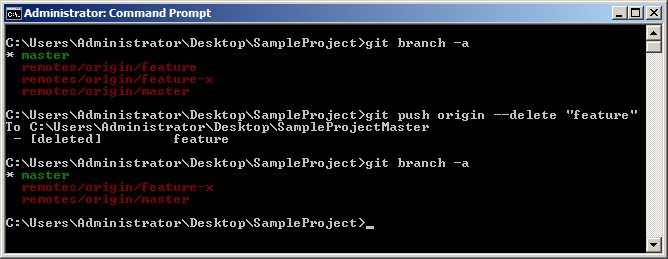 Administrator: Command Prompt
C:\Users\Administrator\Desktop\SampleProject>git branch -a
* master
remotes/origin/feature
remotes/origin/feature-x
remotes/origin/master
C:\Users\Administrator\Desktop\SampleProject>git push origin --delete "feature"
To C:\Users\Administrator\Desktop\SampleProjectMaster
- [deleted] feature
C:\Users\Administrator\Desktop\SampleProject>git branch -a
* master
remotes/origin/feature-x
remotes/origin/master
C:\Users\Administrator\Desktop\SampleProject>_